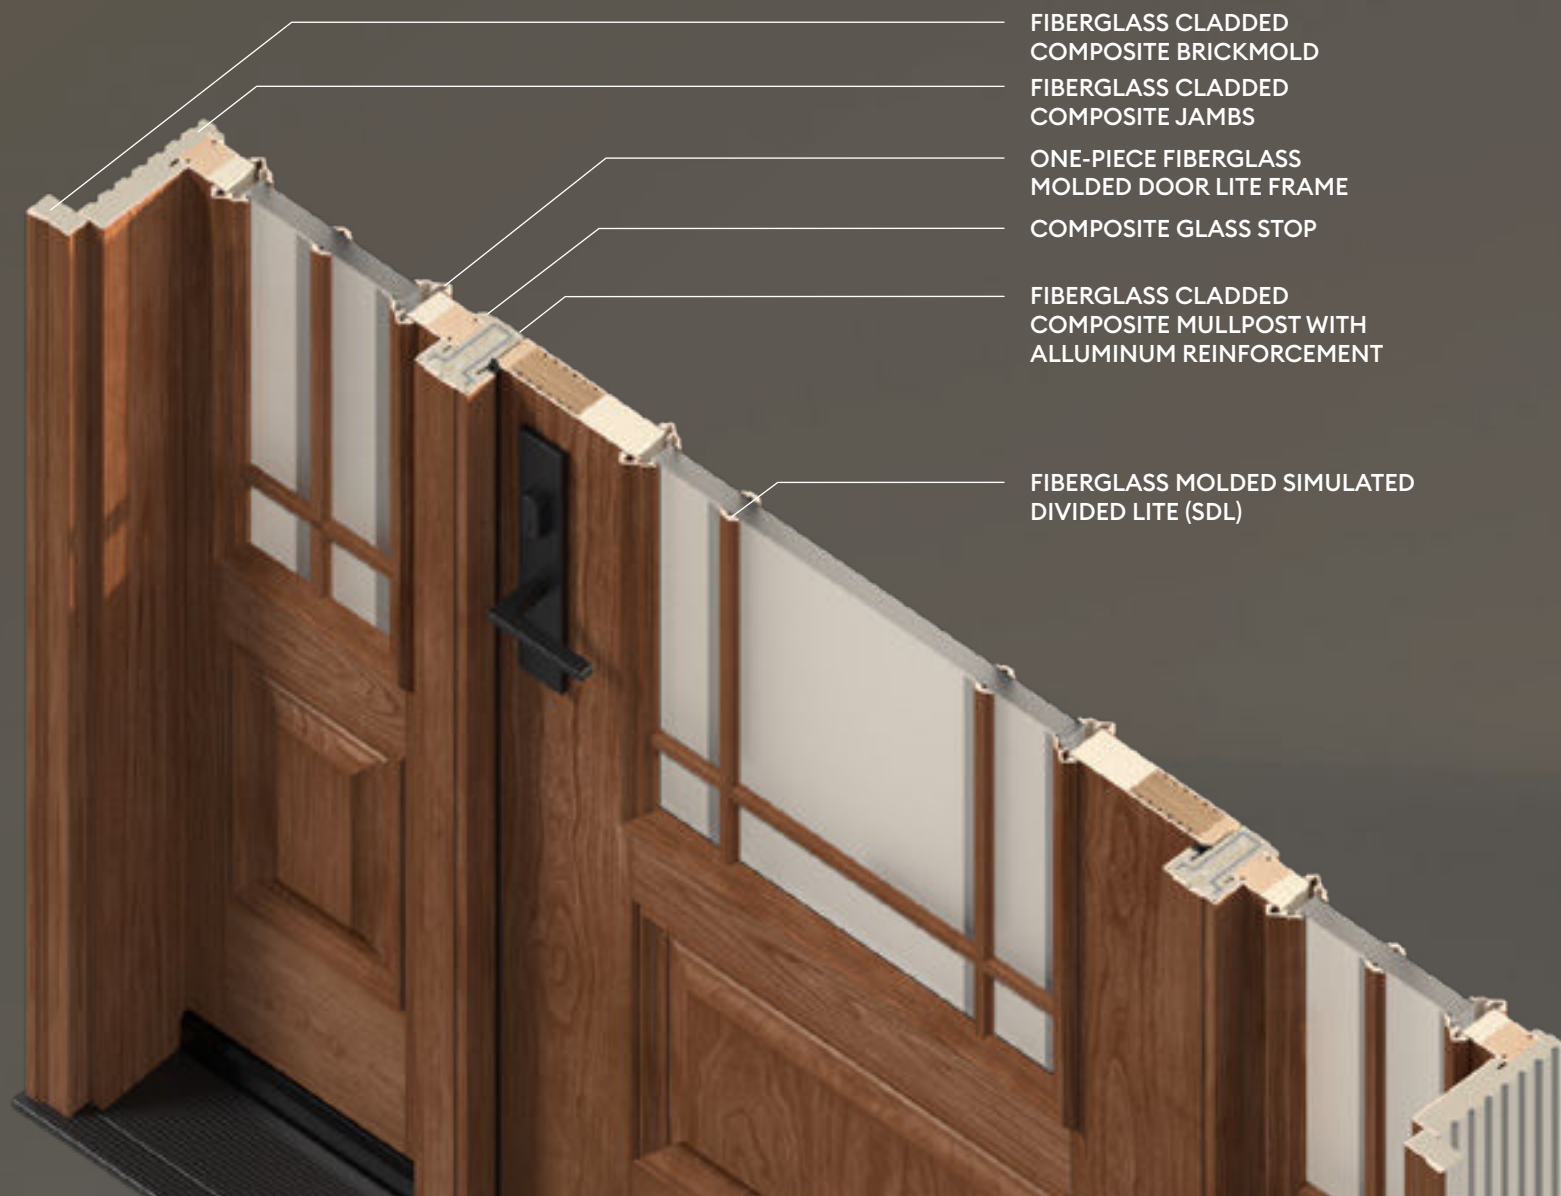 FIBERGLASS CLADDED
COMPOSITE BRICKMOLD
FIBERGLASS CLADDED
COMPOSITE JAMBS
ONE-PIECE FIBERGLASS
MOLDED DOOR LITE FRAME
COMPOSITE GLASS STOP
FIBERGLASS CLADDED
COMPOSITE MULLPOST WITH
ALLUMINUM REINFORCEMENT
FIBERGLASS MOLDED SIMULATED
DIVIDED LITE (SDL)